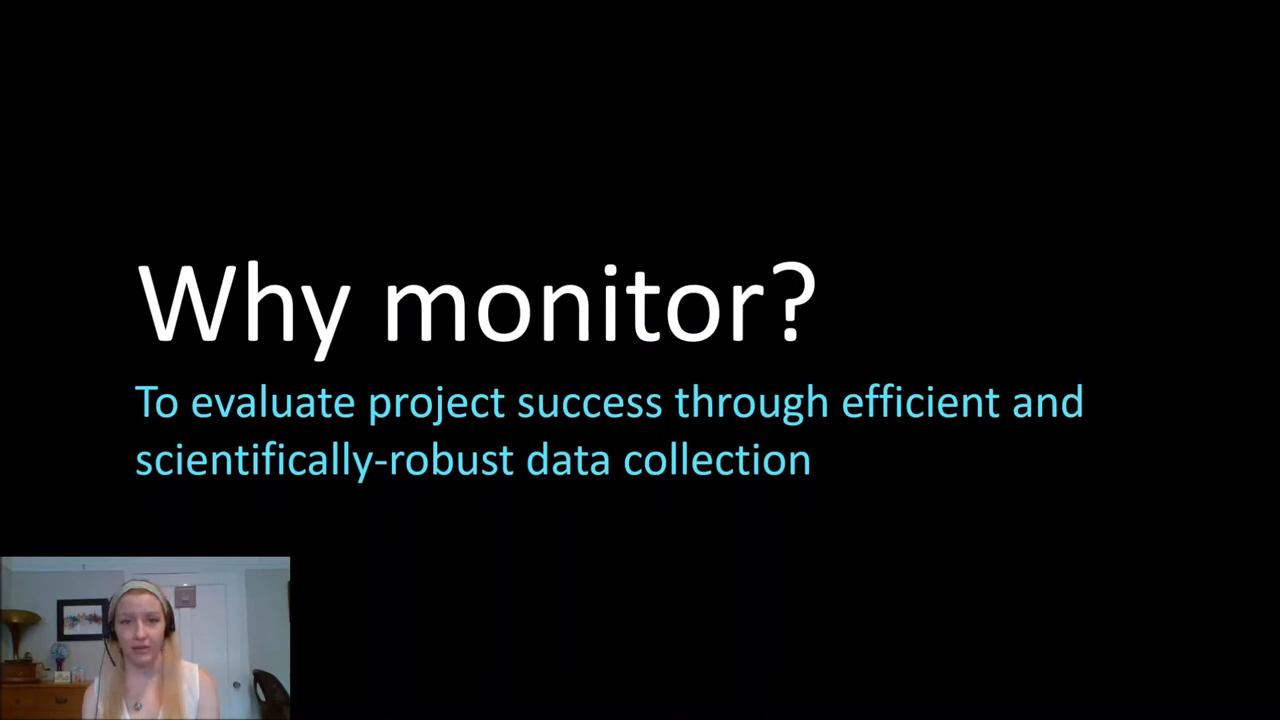 Why monitor?
To evaluate project success through efficient and
scientifically-robust data collection